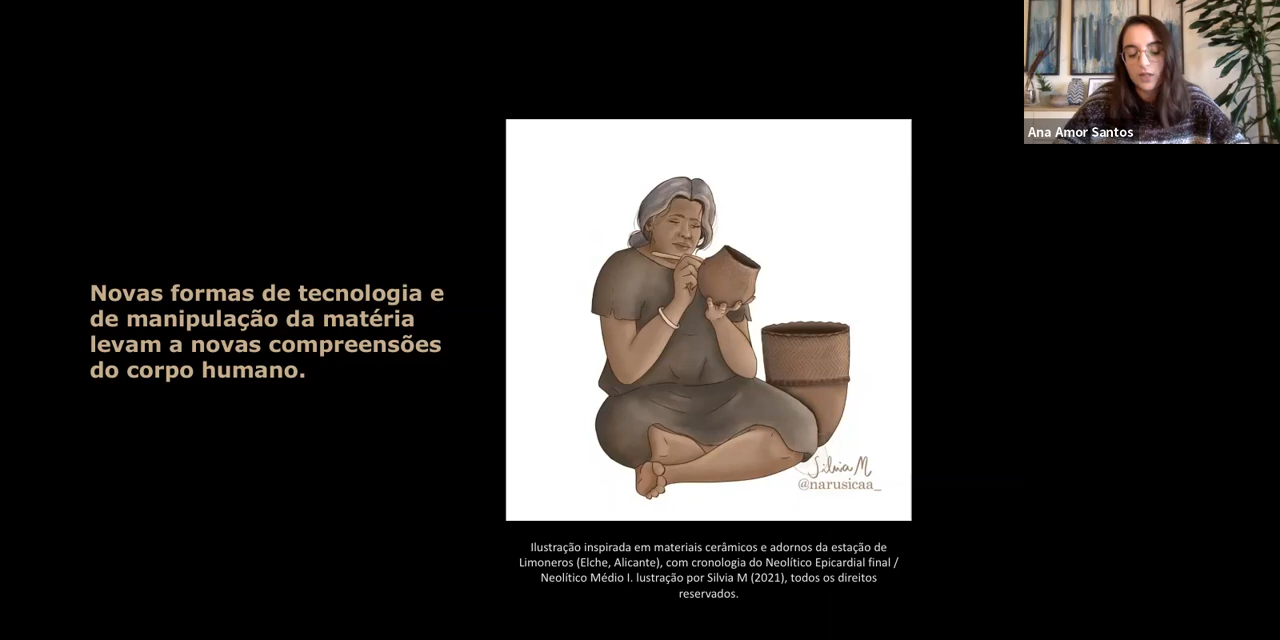 Ana Amor Santos
Novas formas de tecnologia e
de manipulação da matéria
levam a novas compreensões
do corpo humano.
Silvia M
@narusicaa_
Ilustração inspirada em materiais cerâmicos e adornos da estação de
Limoneros (Elche, Alicante), com cronologia do Neolítico Epicardial final /
Neolítico Médio I. lustração por Silvia M (2021), todos os direitos
reservados.